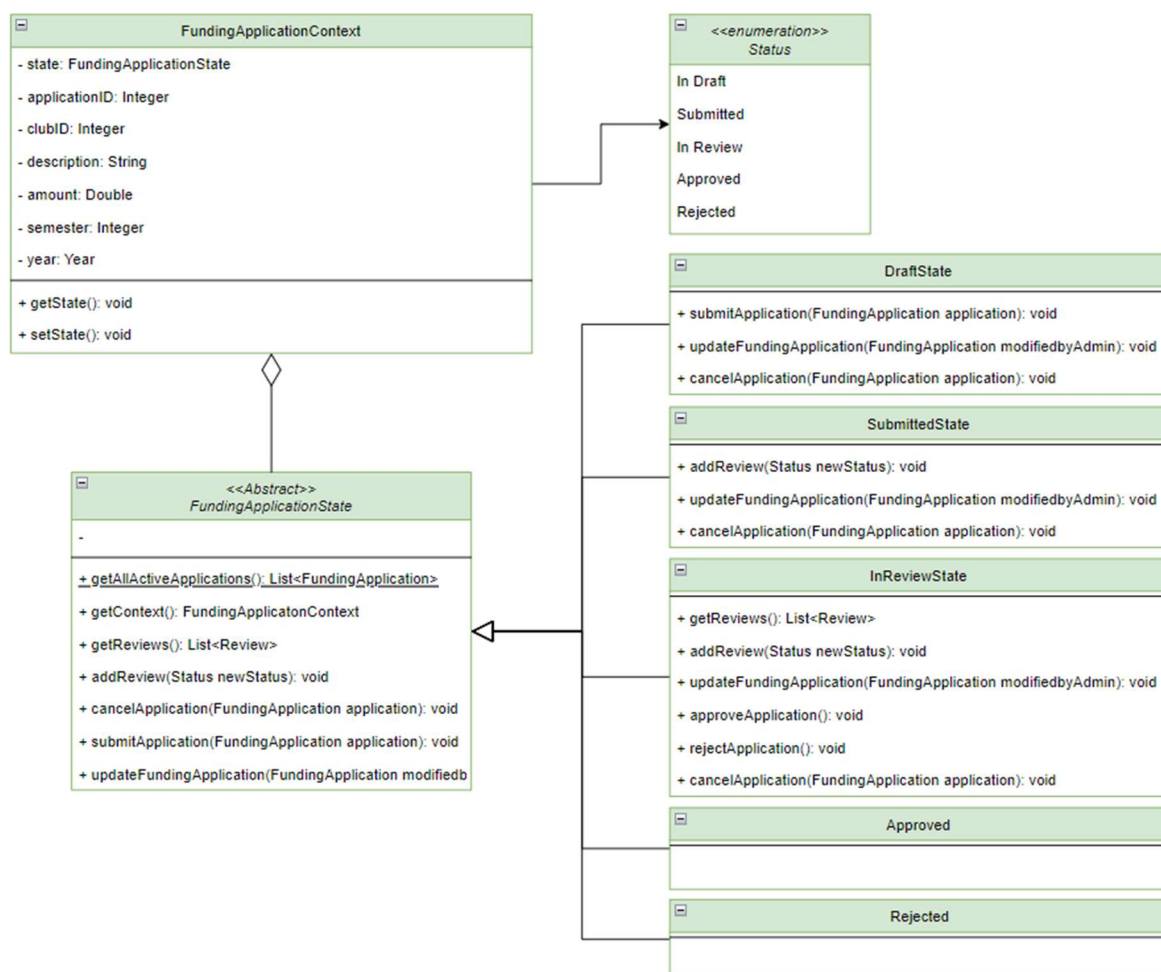 FundingApplicationContext
- state: FundingApplicationState
- applicationID: Integer
- clubID: Integer
- description: String
- amount: Double
- semester: Integer
- year: Year
+ getState(): void
+ setState(): void
<<enumeration>>
Status
In Draft
Submitted
In Review
Approved
Rejected
<<Abstract>>
FundingApplicationState
-
+ getAllActiveApplications(): List<FundingApplication>
+ getContext(): FundingApplicatonContext
+ getReviews(): List<Review>
+ addReview(Status newStatus): void
+ cancelApplication(FundingApplication application): void
+ submitApplication(FundingApplication application): void
+ updateFundingApplication(FundingApplication modifiedb
DraftState
+ submitApplication(FundingApplication application): void
+ updateFundingApplication(FundingApplication modifiedbyAdmin): void
+ cancelApplication(FundingApplication application): void
SubmittedState
+ addReview(Status newStatus): void
+ updateFundingApplication(FundingApplication modifiedbyAdmin): void
+ cancelApplication(FundingApplication application): void
InReviewState
+ getReviews(): List<Review>
+ addReview(Status newStatus): void
+ updateFundingApplication(FundingApplication modifiedbyAdmin): void
+ approveApplication(): void
+ rejectApplication(): void
+ cancelApplication(FundingApplication application): void
Approved
Rejected